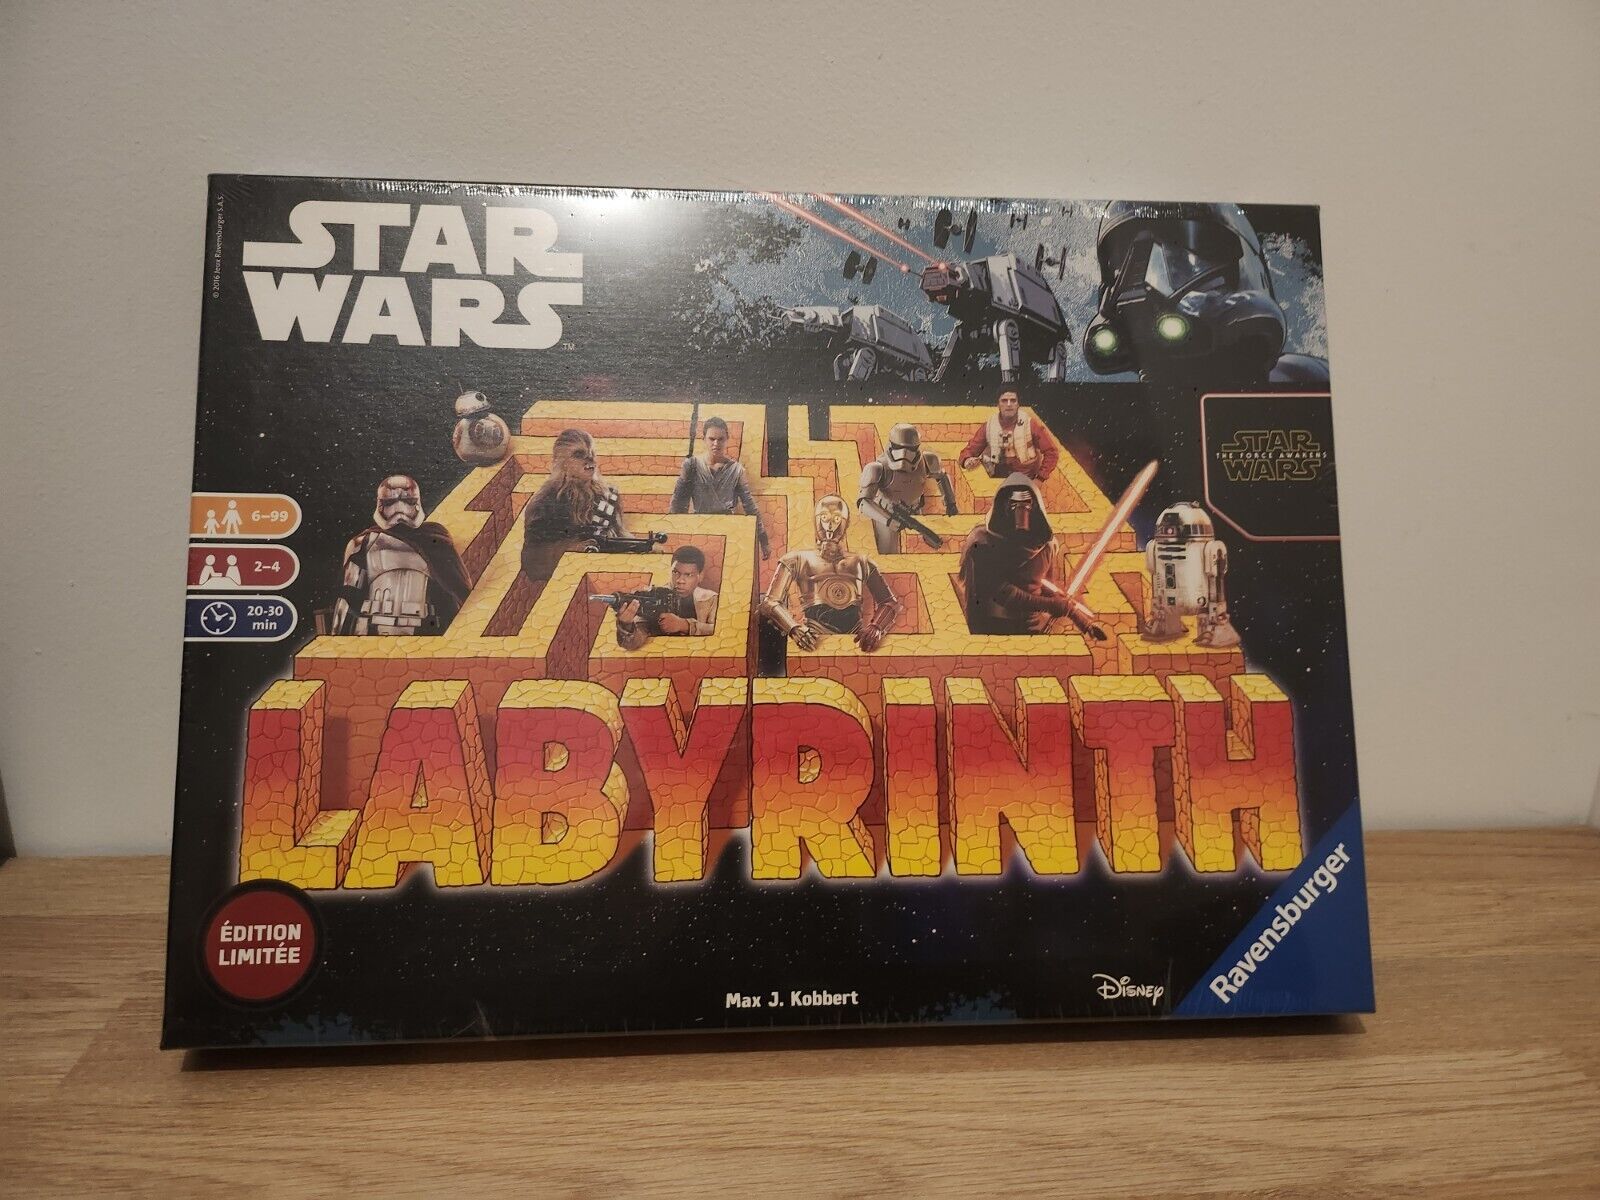 © 2016 Jeux Ravensburger S.A.S.
STAR
WARS
TM
STAR
THE FORCE AWAKENS
WARS
6–99
2–4
20-30
min
LABYRINTH
ÉDITION
LIMITÉE
Max J. Kobbert
Disney
Ravensburger